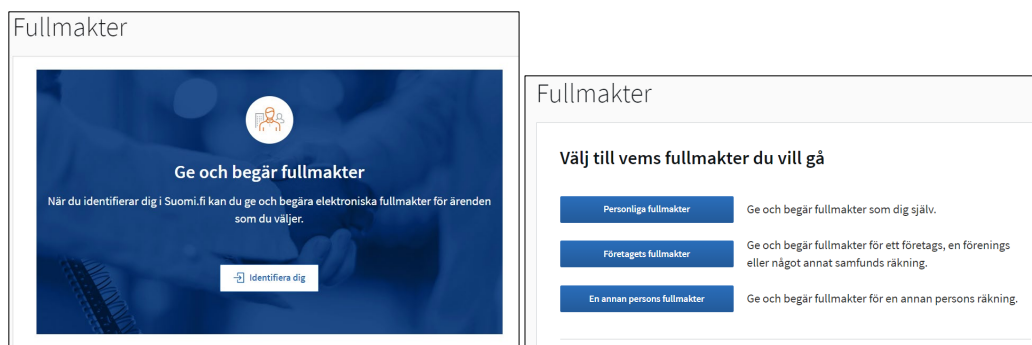 Fullmakter
Ge och begär fullmakter
När du identifierar dig i Suomi.fi kan du ge och begära elektroniska fullmakter för ärenden
som du väljer.
Identifiera dig
Fullmakter
Välj till vems fullmakter du vill gå
Personliga fullmakter
Ge och begär fullmakter som dig själv.
Företagets fullmakter
Ge och begär fullmakter för ett företags, en förenings
eller något annat samfunds räkning.
En annan persons fullmakter
Ge och begär fullmakter för en annan persons räkning.